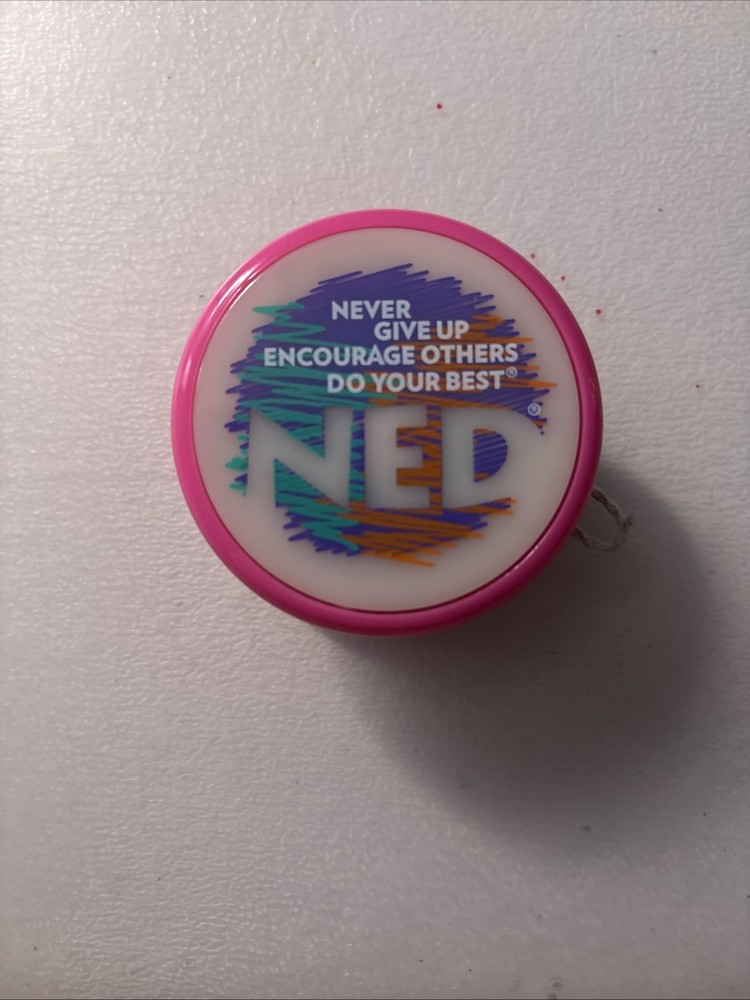 NEVER
GIVE UP
ENCOURAGE OTHERS
DO YOUR BEST®
NED®